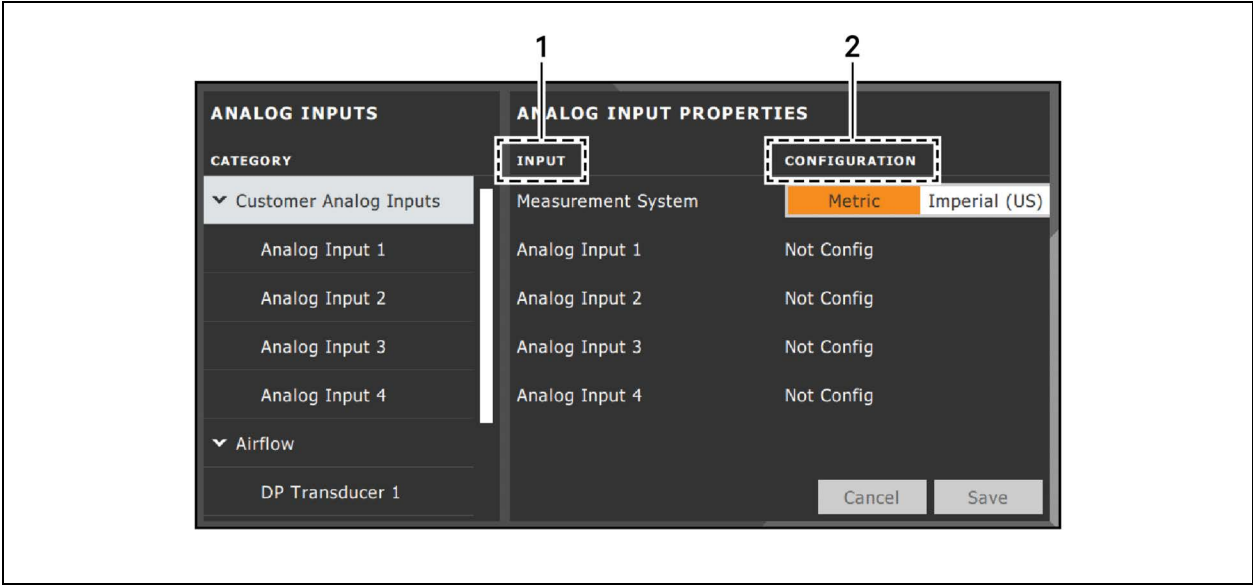 1 2
ANALOG INPUTS
CATEGORY
Customer Analog Inputs
Analog Input 1
Analog Input 2
Analog Input 3
Analog Input 4
Airflow
DP Transducer 1
ANALOG INPUT PROPERTIES
INPUT CONFIGURATION
Measurement System Metric Imperial (US)
Analog Input 1 Not Config
Analog Input 2 Not Config
Analog Input 3 Not Config
Analog Input 4 Not Config
Cancel Save